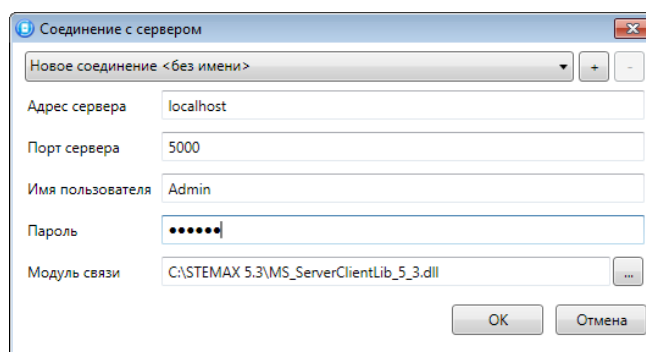 Соединение с сервером
Новое соединение <без имени>
+
-
Адрес сервера
localhost
Порт сервера
5000
Имя пользователя
Admin
Пароль
●●●●●●
Модуль связи
C:\STEMAX 5.3\MS_ServerClientLib_5_3.dll
...
OK
Отмена